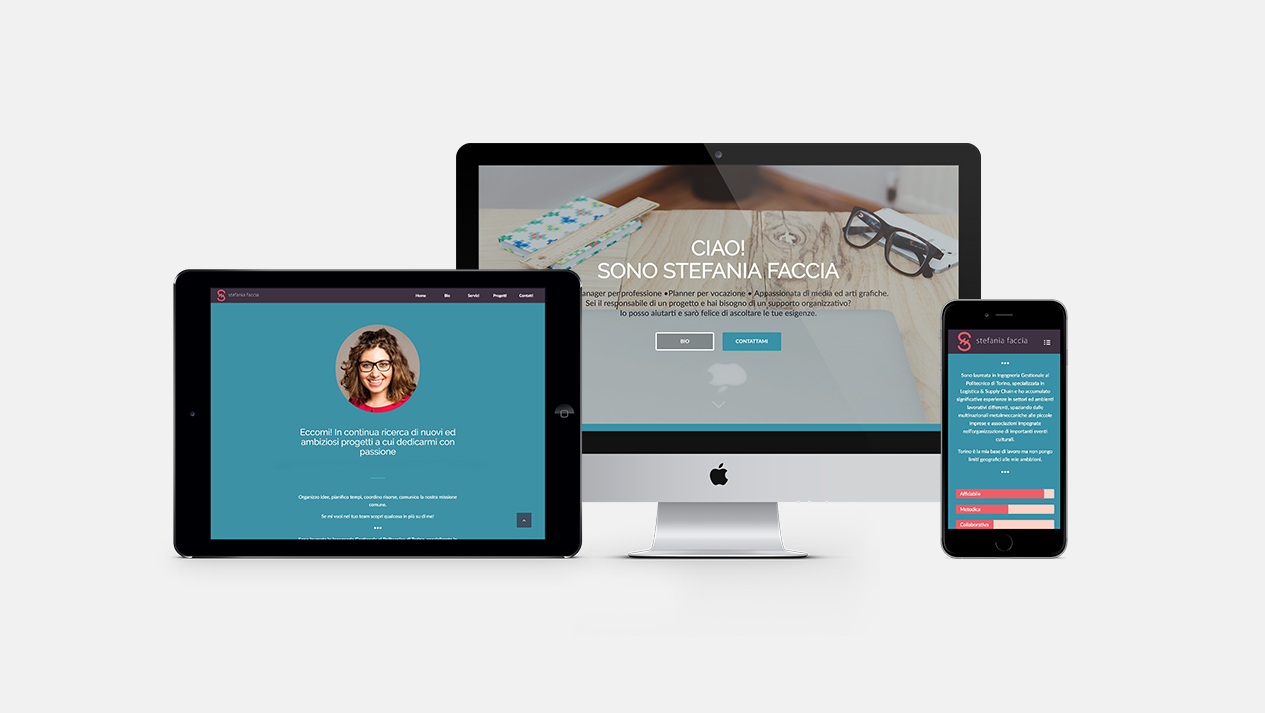 CIAO!
SONO STEFANIA FACCIA
anager per professione •Planner per vocazione • Appassionata di media ed arti grafiche.
Sei il responsabile di un progetto e hai bisogno di un supporto organizzativo?
Io posso aiutarti e sarò felice di ascoltare le tue esigenze.
BIO
CONTATTAMI
stefania faccia
Home
Bio
Servizi
Progetti
Contatti
Eccomi! In continua ricerca di nuovi ed
ambiziosi progetti a cui dedicarmi con
passione
Organizzo idee, pianifico tempi, coordino risorse, comunico la nostra missione
comune.
Se mi vuoi nel tuo team scopri qualcosa in più su di me!
stefania faccia
Sono laureata in Ingegneria Gestionale al
Politecnico di Torino, specializzata in
Logistica & Supply Chain e ho accumulato
significative esperienze in settori ed ambienti
lavorativi differenti, spaziando dalle
multinazionali metalmeccaniche alle piccole
imprese e associazioni impegnate
nell'organizzazione di importanti eventi
culturali.
Torino è la mia base di lavoro ma non pongo
limiti geografici alle mie ambizioni.
Affidabile
Metodica
Collaborativa